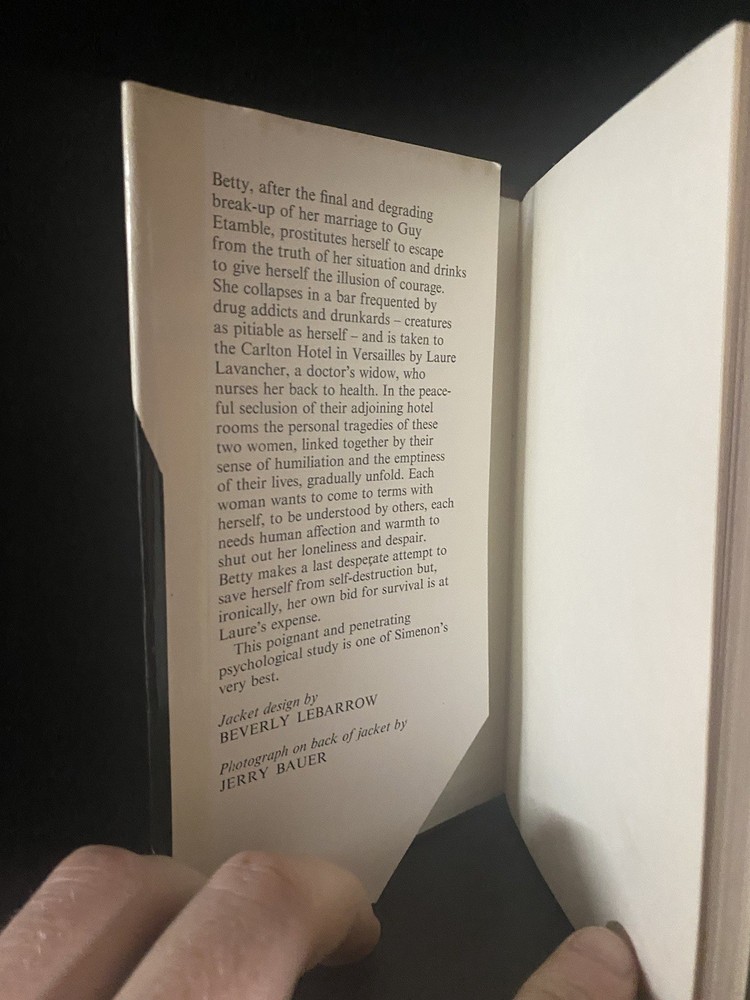 Betty, after the final and degrading
break-up of her marriage to Guy
Etamble, prostitutes herself to escape
from the truth of her situation and drinks
to give herself the illusion of courage.
She collapses in a bar frequented by
drug addicts and drunkards – creatures
as pitiable as herself – and is taken to
the Carlton Hotel in Versailles by Laure
Lavancher, a doctor's widow, who
nurses her back to health. In the peace-
ful seclusion of their adjoining hotel
rooms the personal tragedies of these
two women, linked together by their
sense of humiliation and the emptiness
of their lives, gradually unfold. Each
woman wants to come to terms with
herself, to be understood by others, each
needs human affection and warmth to
shut out her loneliness and despair.
Betty makes a last desperate attempt to
save herself from self-destruction but,
ironically, her own bid for survival is at
Laure's expense.
This poignant and penetrating
psychological study is one of Simenon's
very best.
Jacket design by
BEVERLY LEBARROW
Photograph on back of jacket by
JERRY BAUER